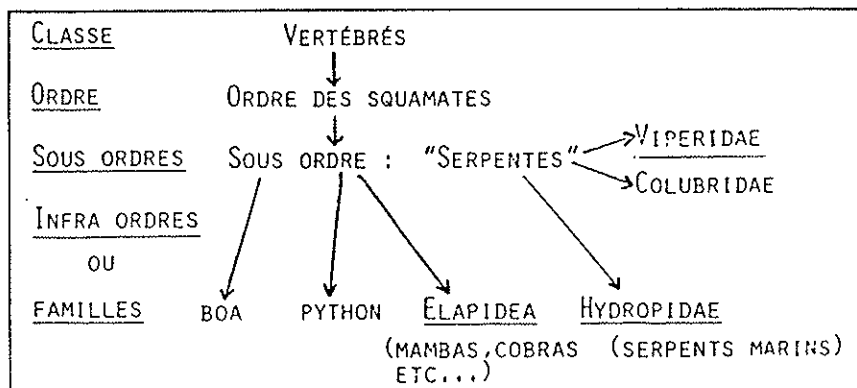 CLASSE VERTÉBRÉS
ORDRE ORDRE DES SQUAMATES
VIPERIDAE
SOUS ORDRES SOUS ORDRE : "SERPENTES"
COLUBRIDAE
INFRA ORDRES
OU
FAMILLES BOA PYTHON ELAPIDEA HYDROPIDAE
(MAMBAS, COBRAS (SERPENTS MARINS)
ETC...)